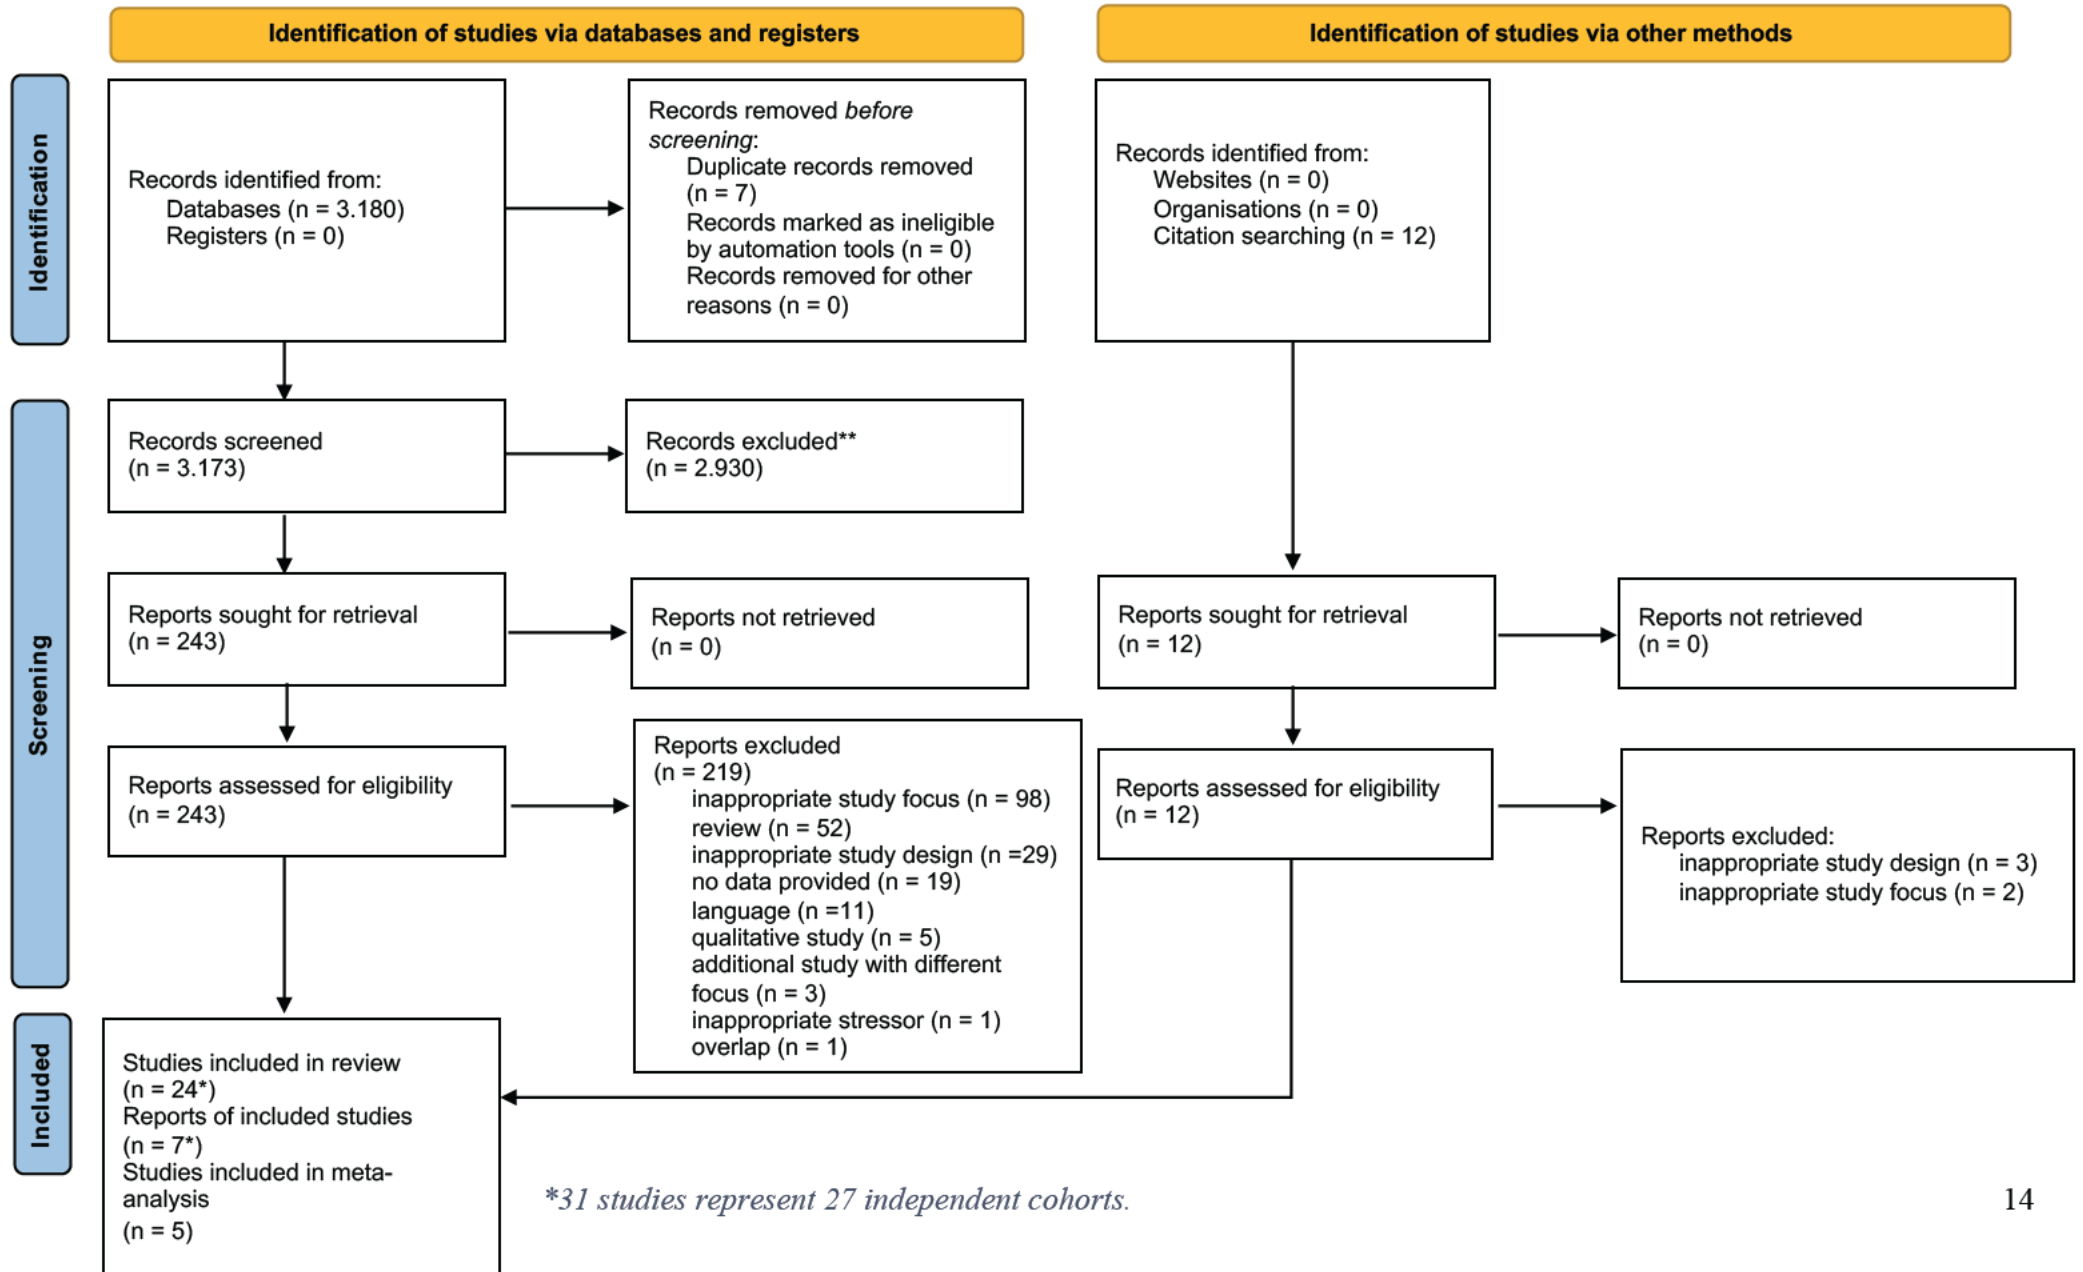 Identification of studies via databases and registers
Identification of studies via other methods
Identification
Records identified from:
Databases (n = 3.180)
Registers (n = 0)
Records removed before
screening:
Duplicate records removed
(n = 7)
Records marked as ineligible
by automation tools (n = 0)
Records removed for other
reasons (n = 0)
Records identified from:
Websites (n = 0)
Organisations (n = 0)
Citation searching (n = 12)
Screening
Records screened
(n = 3.173)
Records excluded**
(n = 2.930)
Reports sought for retrieval
(n = 243)
Reports not retrieved
(n = 0)
Reports sought for retrieval
(n = 12)
Reports not retrieved
(n = 0)
Reports assessed for eligibility
(n = 243)
Reports excluded
(n = 219)
inappropriate study focus (n = 98)
review (n = 52)
inappropriate study design (n =29)
no data provided (n = 19)
language (n =11)
qualitative study (n = 5)
additional study with different
focus (n = 3)
inappropriate stressor (n = 1)
overlap (n = 1)
Reports assessed for eligibility
(n = 12)
Reports excluded:
inappropriate study design (n = 3)
inappropriate study focus (n = 2)
Included
Studies included in review
(n = 24*)
Reports of included studies
(n = 7*)
Studies included in meta-
analysis
(n = 5)
*31 studies represent 27 independent cohorts.
14